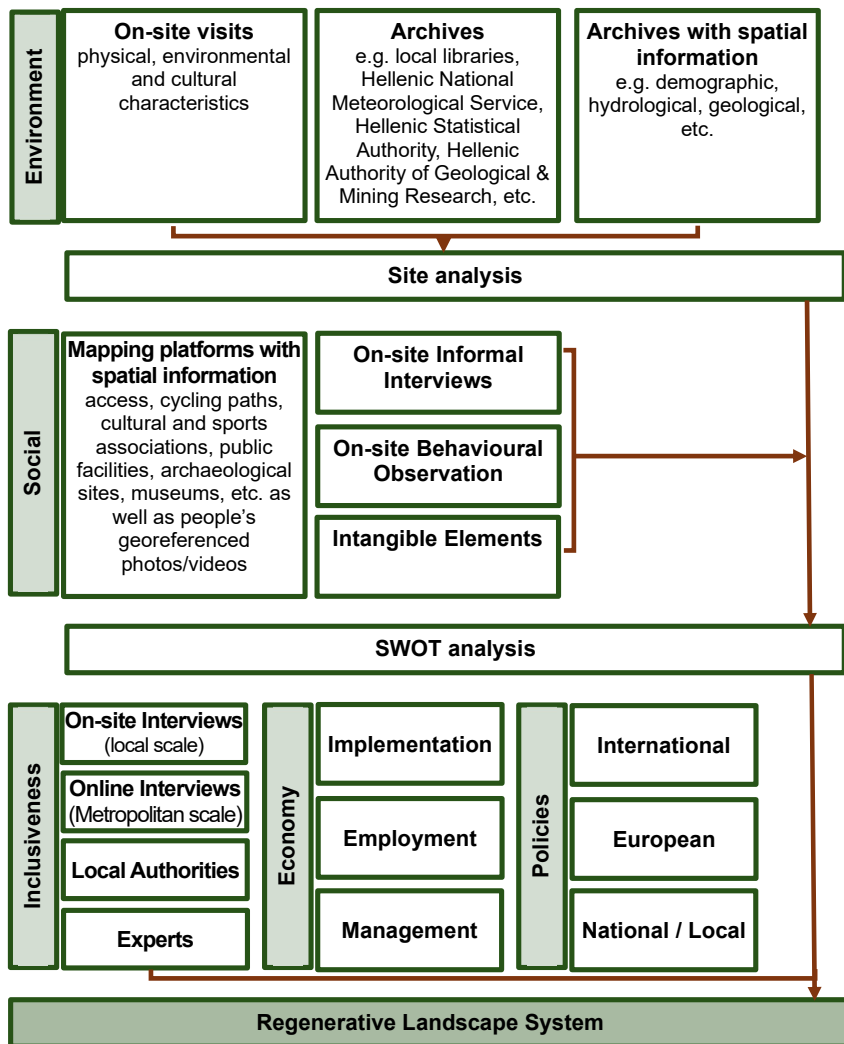 Environment
On-site visits
physical, environmental
and cultural
characteristics
Archives
e.g. local libraries,
Hellenic National
Meteorological Service,
Hellenic Statistical
Authority, Hellenic
Authority of Geological &
Mining Research, etc.
Archives with spatial
information
e.g. demographic,
hydrological, geological,
etc.
Site analysis
Social
Mapping platforms with
spatial information
access, cycling paths,
cultural and sports
associations, public
facilities, archaeological
sites, museums, etc. as
well as people’s
georeferenced
photos/videos
On-site Informal
Interviews
On-site Behavioural
Observation
Intangible Elements
SWOT analysis
Inclusiveness
On-site Interviews
(local scale)
Online Interviews
(Metropolitan scale)
Local Authorities
Experts
Economy
Implementation
Employment
Management
Policies
International
European
National / Local
Regenerative Landscape System